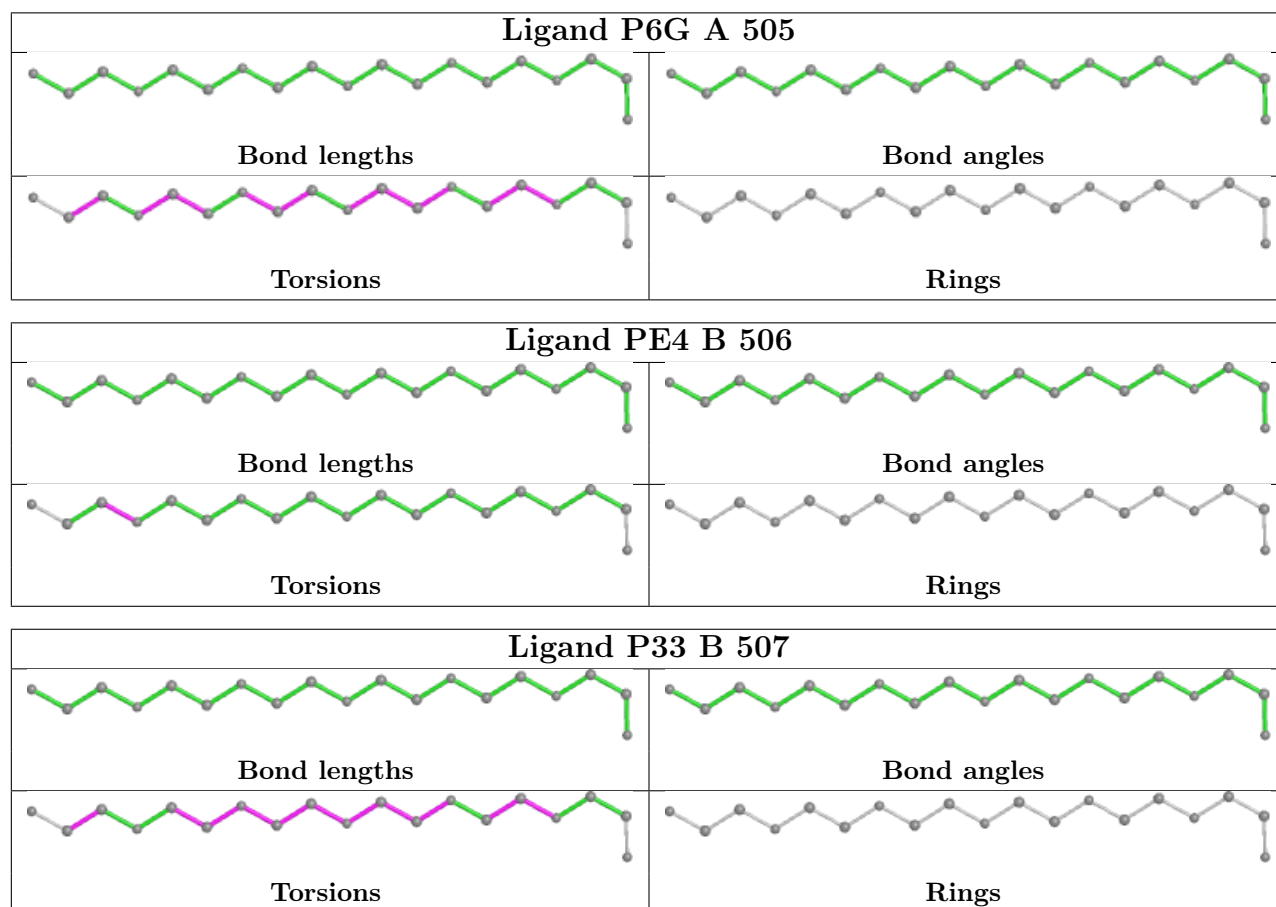 Ligand P6G A 505
Bond lengths
Bond angles
Torsions
Rings
Ligand PE4 B 506
Bond lengths
Bond angles
Torsions
Rings
Ligand P33 B 507
Bond lengths
Bond angles
Torsions
Rings